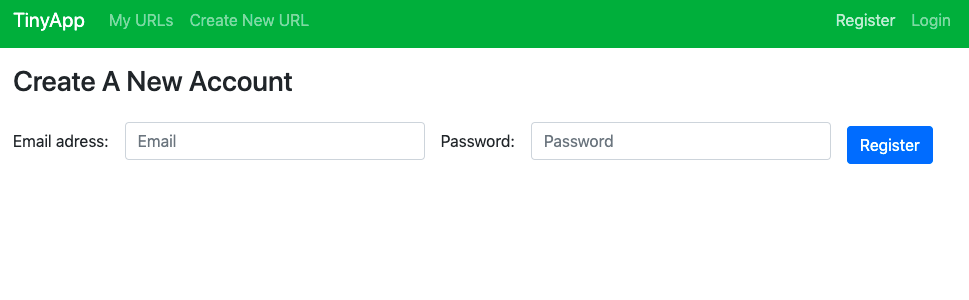 TinyApp My URLs Create New URL Register Login
Create A New Account
Email adress: Email Password: Password Register